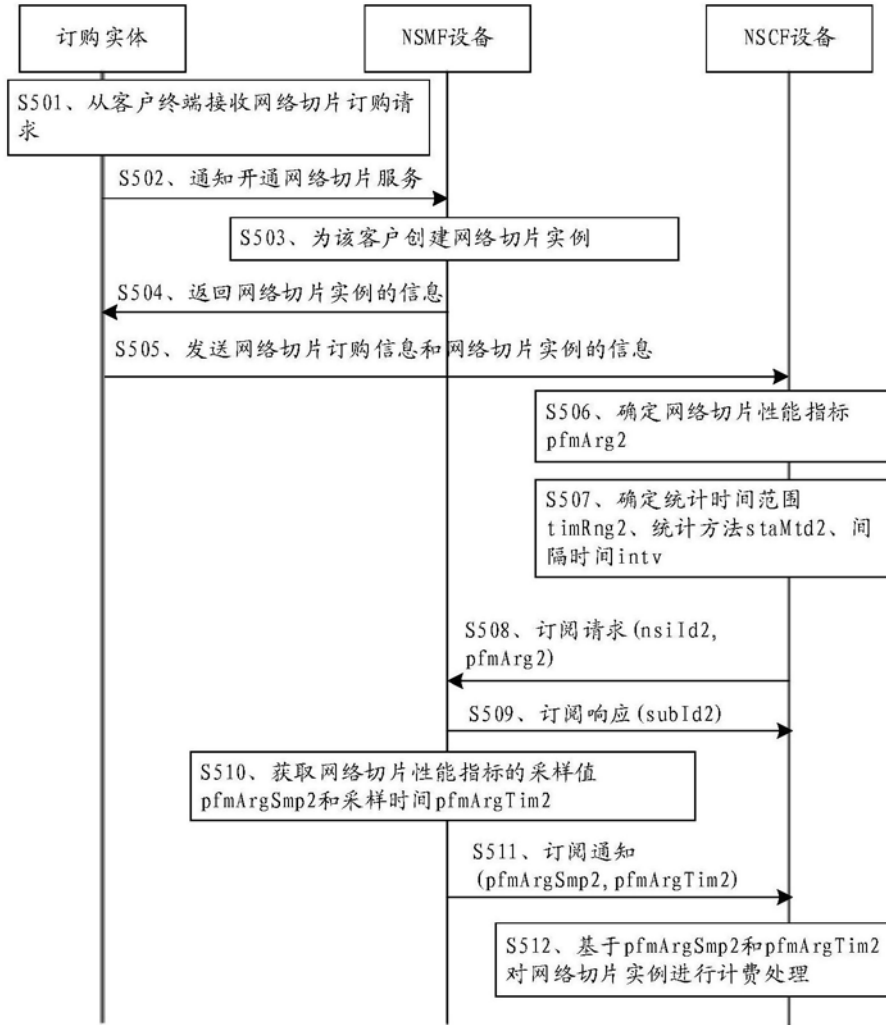 订购实体
NSMF设备
NSCF设备
S501、从客户终端接收网络切片订购请
求
S502、通知开通网络切片服务
S503、为该客户创建网络切片实例
S504、返回网络切片实例的信息
S505、发送网络切片订购信息和网络切片实例的信息
S506、确定网络切片性能指标
pfmArg2
S507、确定统计时间范围
timRng2、统计方法staMtd2、间
隔时间intv
S508、订阅请求(nsiId2,
pfmArg2)
S509、订阅响应(subId2)
S510、获取网络切片性能指标的采样值
pfmArgSmp2和采样时间pfmArgTim2
S511、订阅通知
(pfmArgSmp2,pfmArgTim2)
S512、基于pfmArgSmp2和pfmArgTim2
对网络切片实例进行计费处理